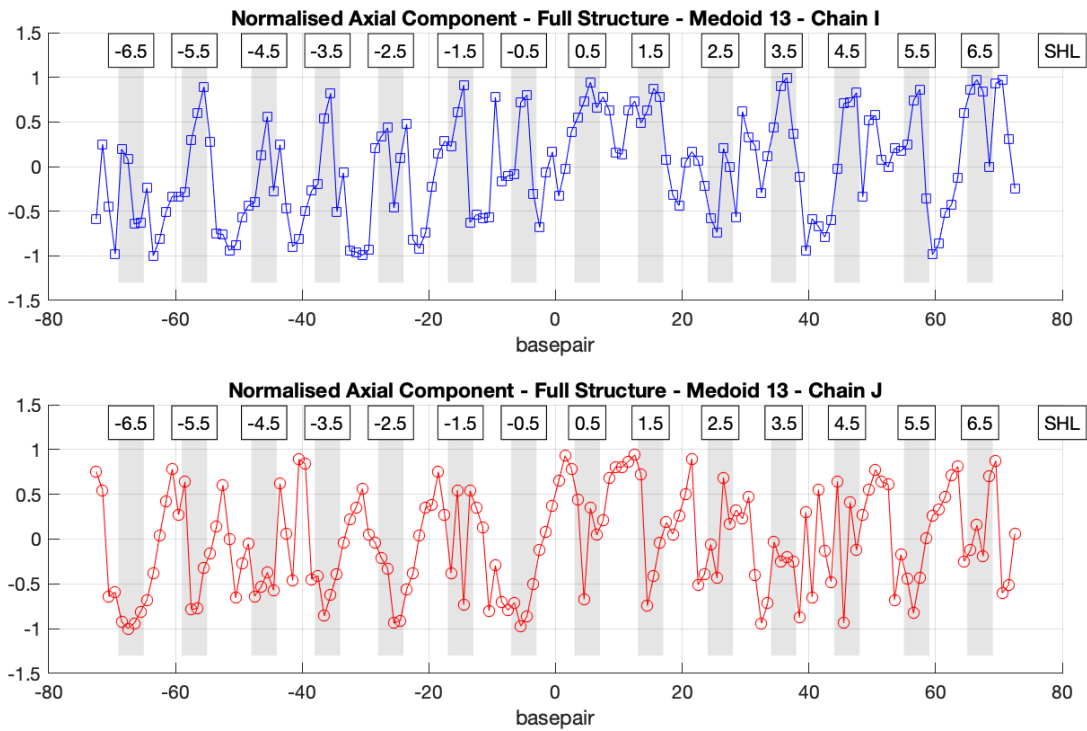 Normalised Axial Component - Full Structure - Medoid 13 - Chain I
1.5
-6.5 -5.5 -4.5 -3.5 -2.5 -1.5 -0.5 0.5 1.5 2.5 3.5 4.5 5.5 6.5 SHL
1
0.5
0
-0.5
-1
-1.5
-80 -60 -40 -20 0 20 40 60 80
basepair
Normalised Axial Component - Full Structure - Medoid 13 - Chain J
1.5
-6.5 -5.5 -4.5 -3.5 -2.5 -1.5 -0.5 0.5 1.5 2.5 3.5 4.5 5.5 6.5 SHL
1
0.5
0
-0.5
-1
-1.5
-80 -60 -40 -20 0 20 40 60 80
basepair